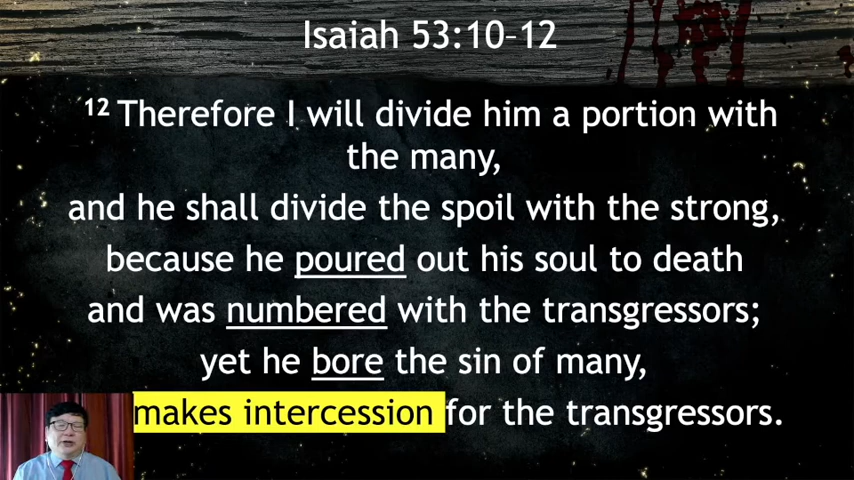 Isaiah 53:10–12
12 Therefore I will divide him a portion with
the many,
and he shall divide the spoil with the strong,
because he poured out his soul to death
and was numbered with the transgressors;
yet he bore the sin of many,
makes intercession for the transgressors.